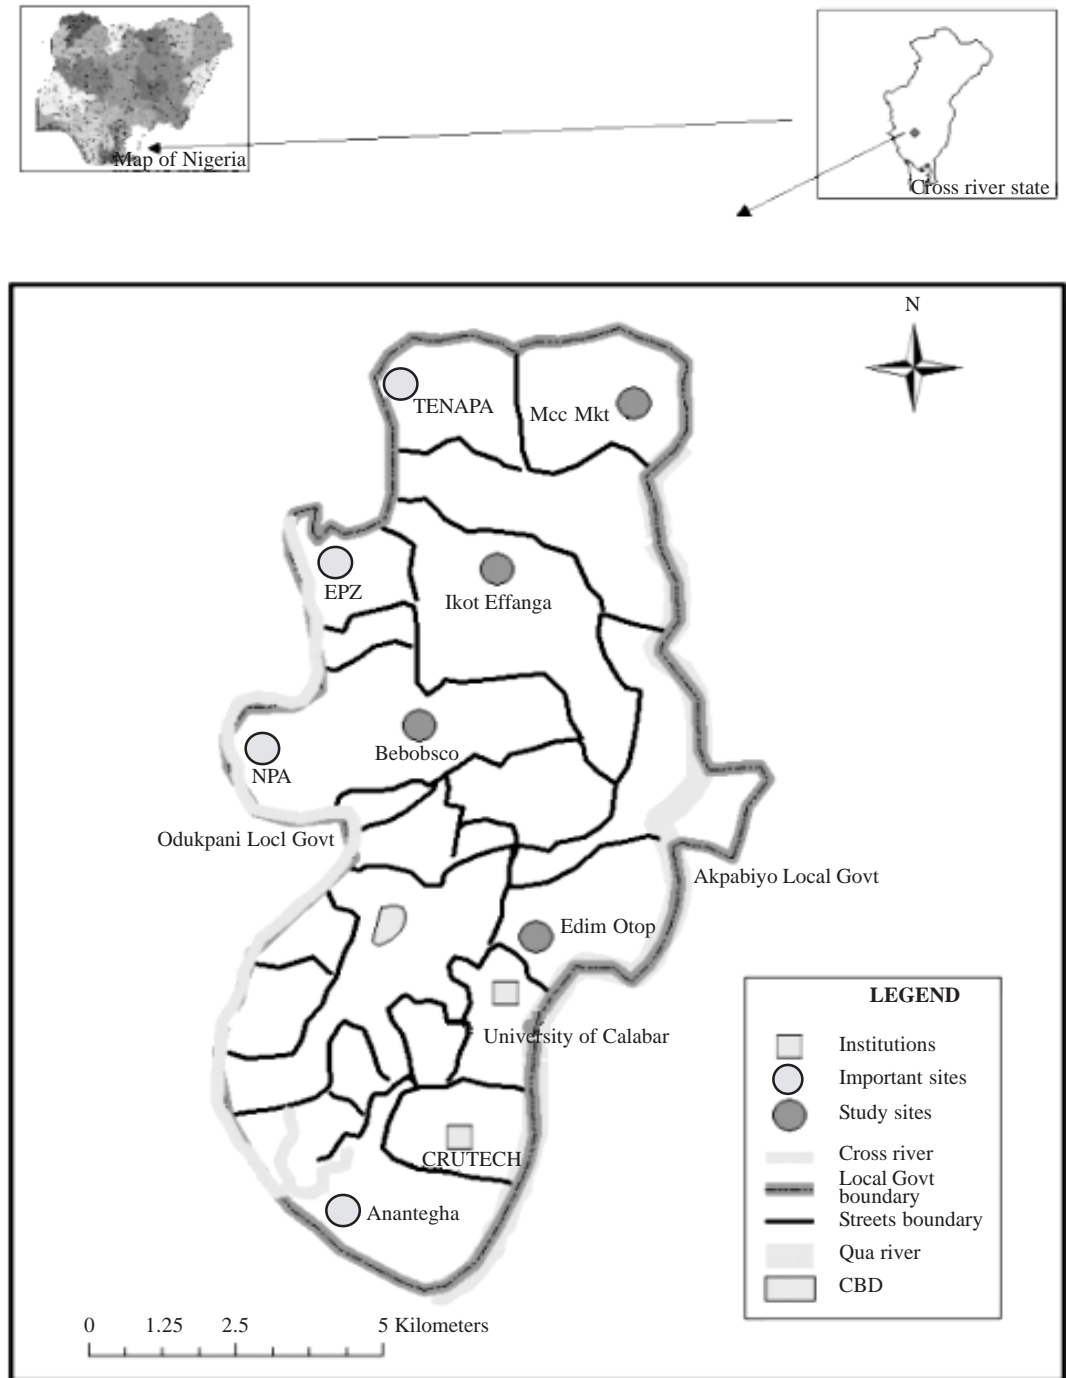 Map of Nigeria
Cross river state
N
TENAPA
Mcc Mkt
EPZ
Ikot Effanga
Bebobsco
NPA
Odukpani Locl Govt
Akpabiyo Local Govt
Edim Otop
University of Calabar
CRUTECH
Anantegha
LEGEND
Institutions
Important sites
Study sites
Cross river
Local Govt
boundary
Streets boundary
Qua river
CBD
0 1.25 2.5 5 Kilometers